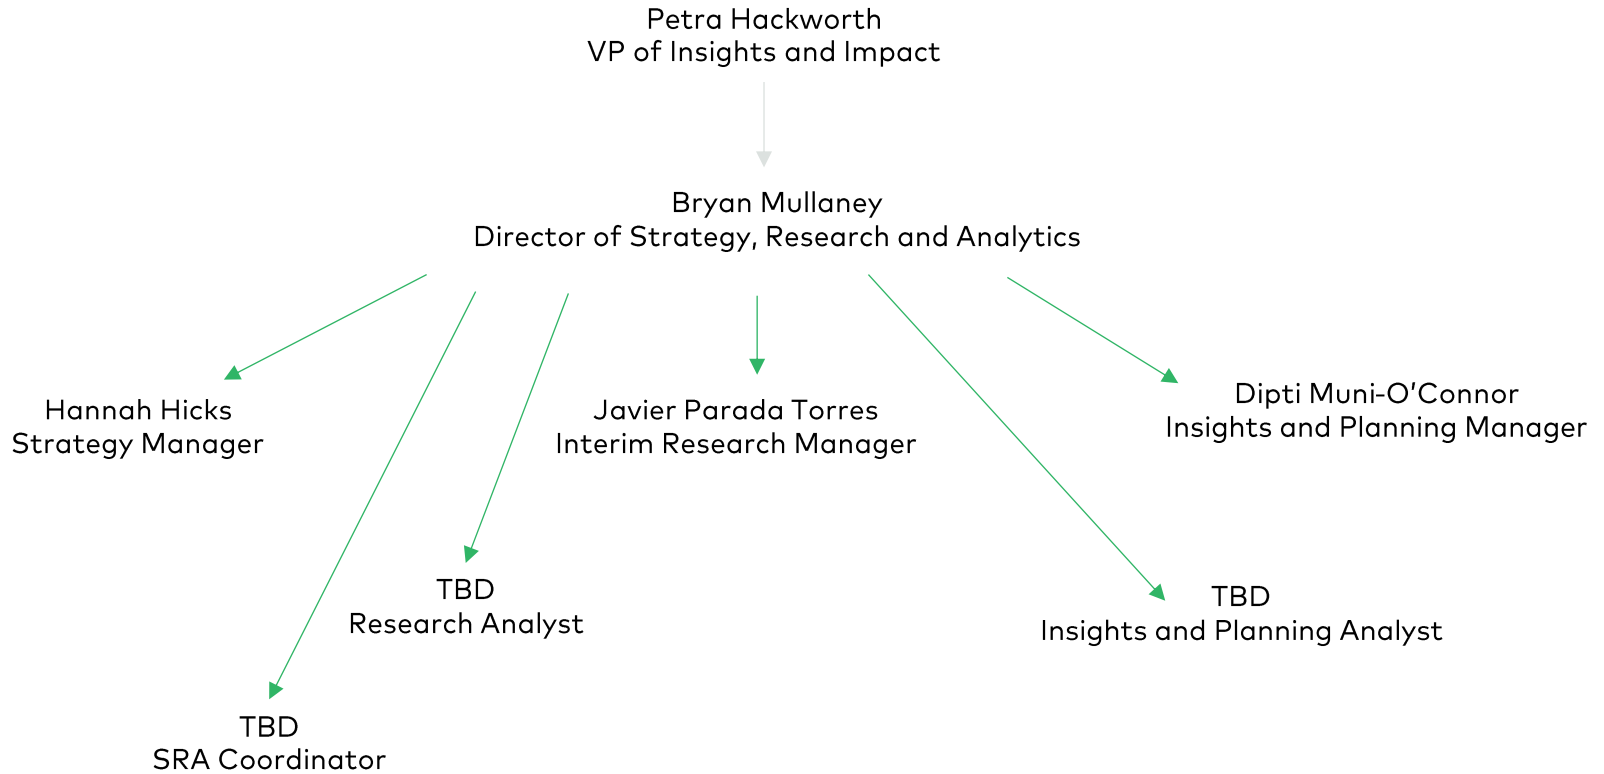 Petra Hackworth
VP of Insights and Impact
Bryan Mullaney
Director of Strategy, Research and Analytics
Hannah Hicks
Strategy Manager
Javier Parada Torres
Interim Research Manager
Dipti Muni-O’Connor
Insights and Planning Manager
TBD
Research Analyst
TBD
Insights and Planning Analyst
TBD
SRA Coordinator